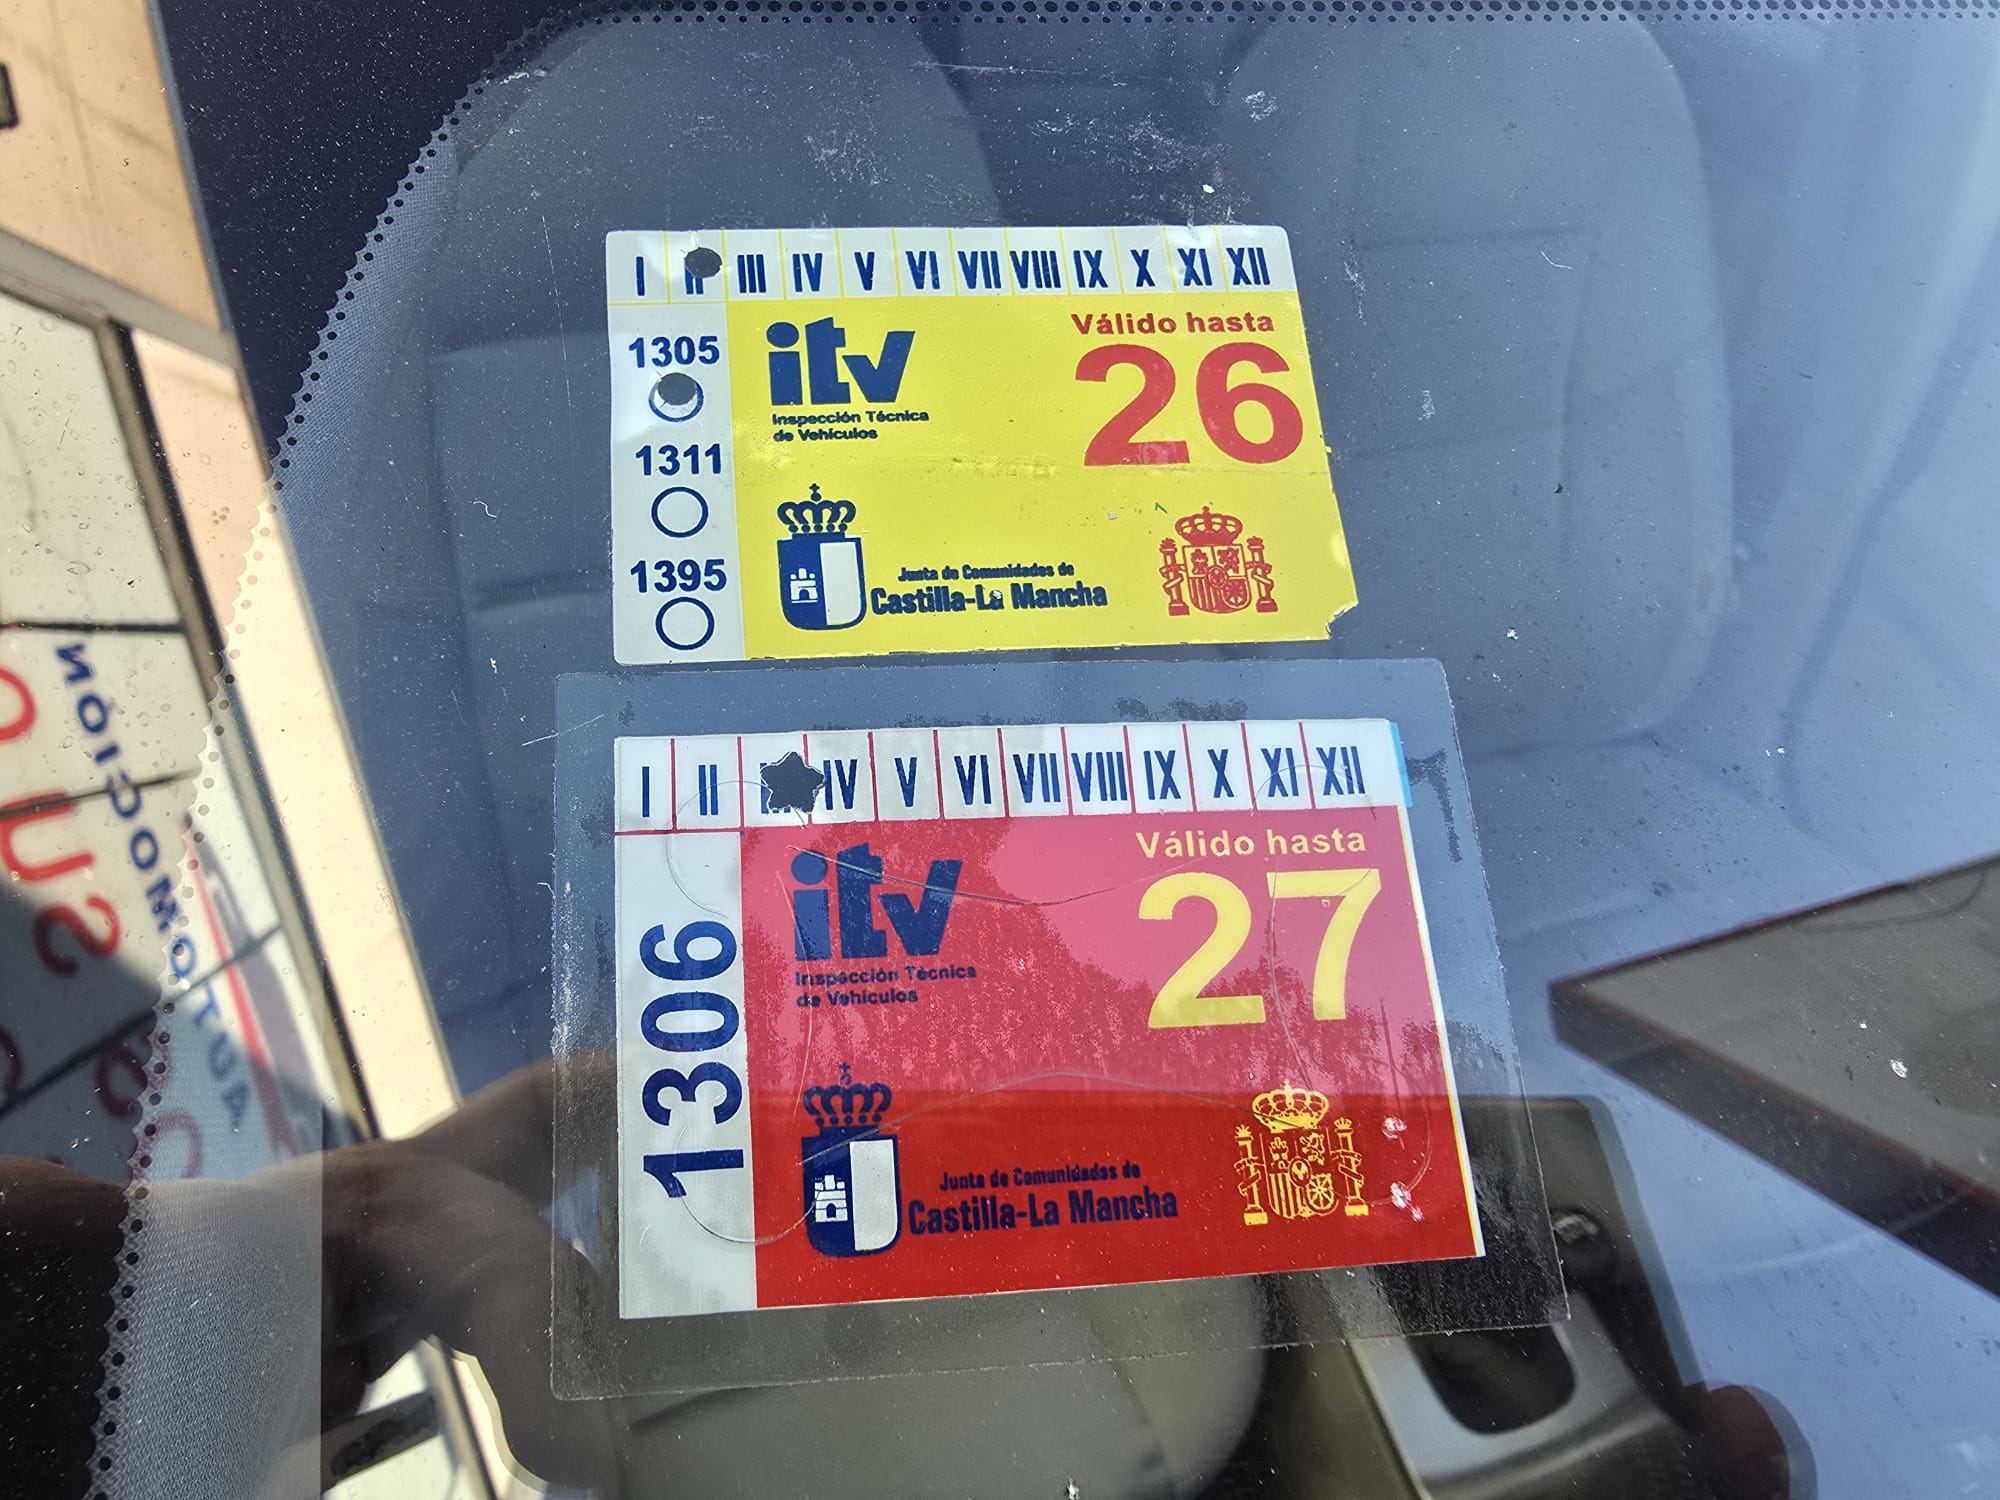 I II III IV V VI VII VIII IX X XI XII
1305
1311
1395
itv
Inspección Técnica
de Vehículos
Válido hasta
26
Junta de Comunidades de
Castilla-La Mancha
I II IV V VI VII VIII IX X XI XII
1306
itv
Inspección Técnica
de Vehículos
Válido hasta
27
Junta de Comunidades de
Castilla-La Mancha